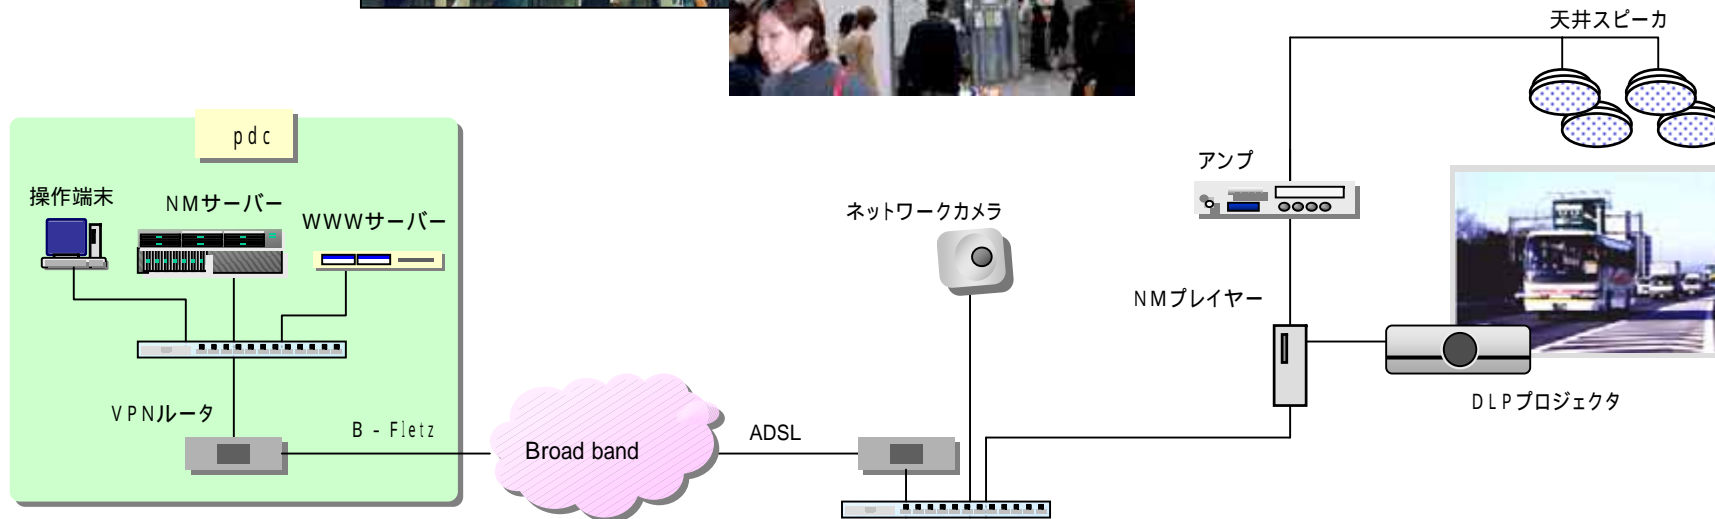 天井スピーカ
pdc
アンプ
操作端末
NMサーバー
WWWサーバー
ネットワークカメラ
NMプレイヤー
DLPプロジェクタ
VPNルータ
B - Fletz
Broad band
ADSL